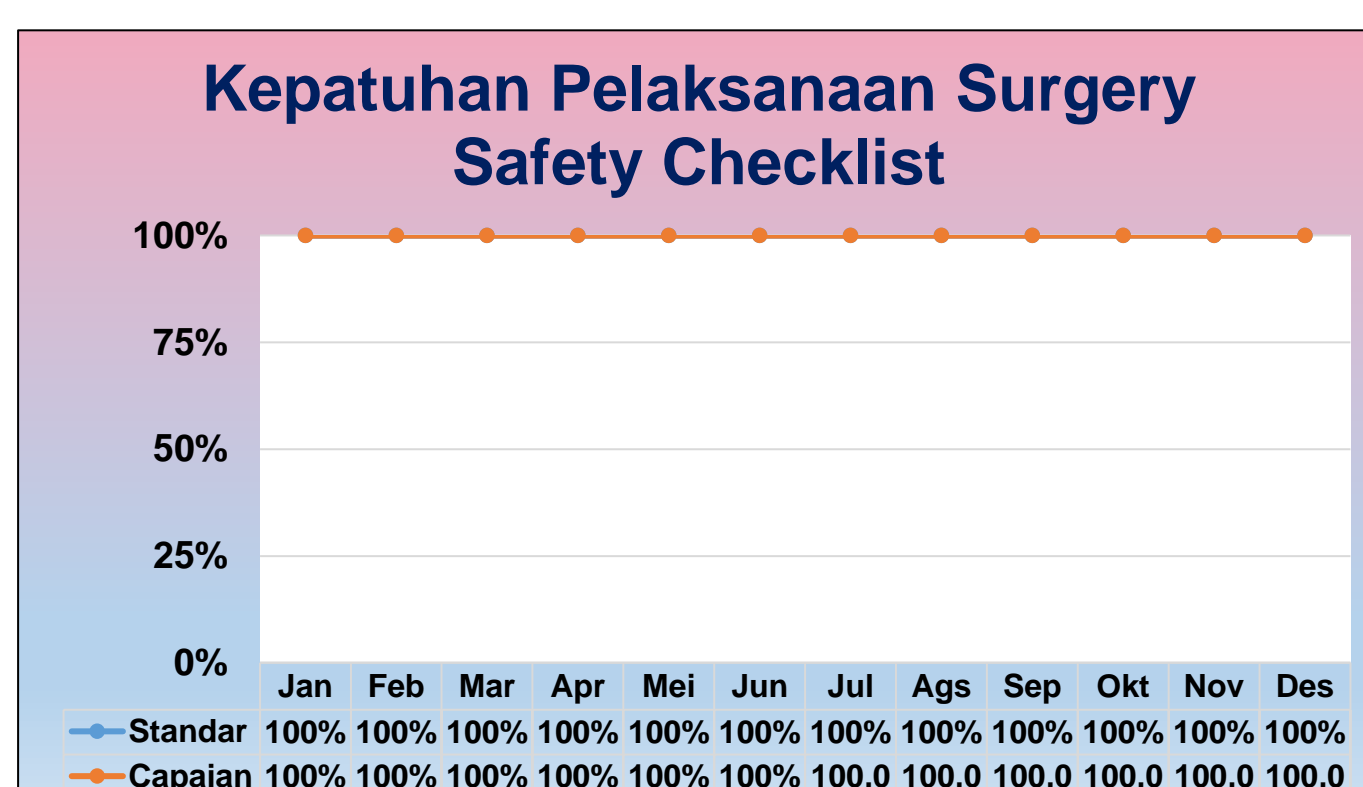 Kepatuhan Pelaksanaan Surgery
Safety Checklist
100%
75%
50%
25%
0%
Jan Feb Mar Apr Mei Jun Jul Ags Sep Okt Nov Des
Standar 100% 100% 100% 100% 100% 100% 100% 100% 100% 100% 100% 100%
Capaian 100% 100% 100% 100% 100% 100% 100.0 100.0 100.0 100.0 100.0 100.0